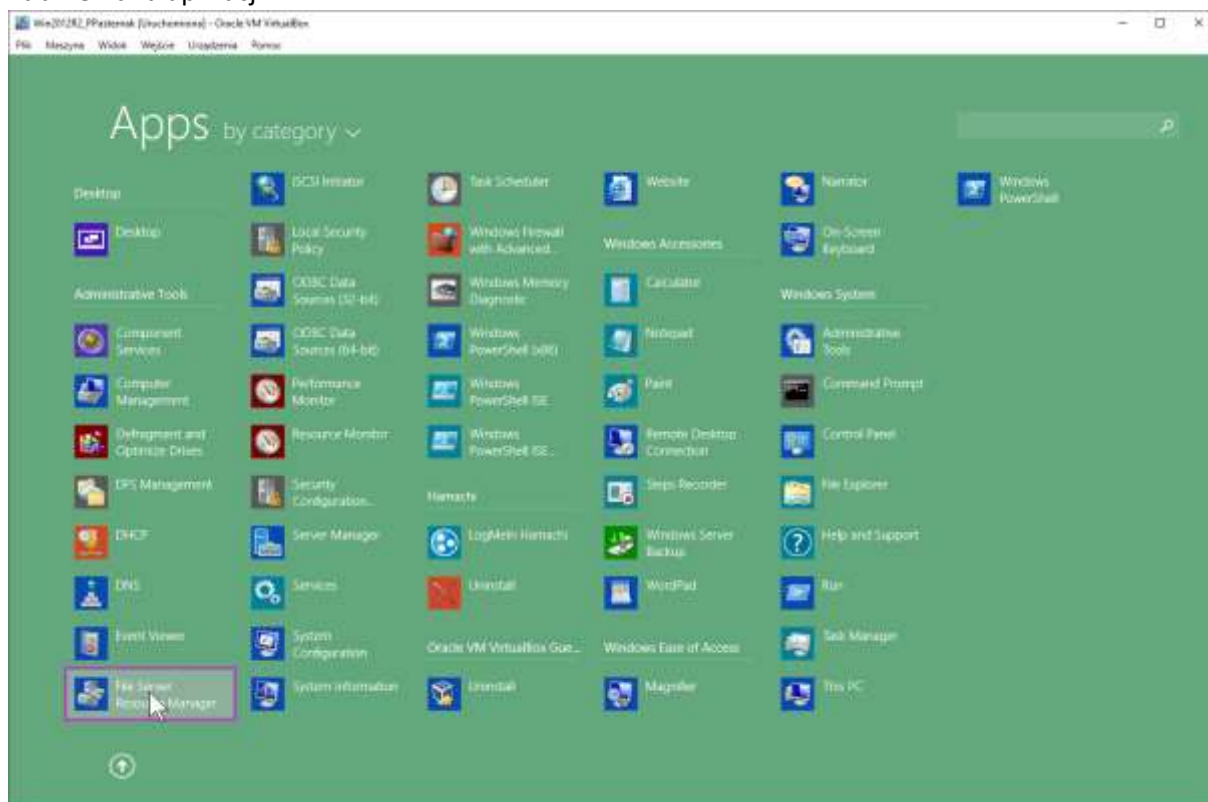 Win2012R2_PPasternak [Uruchomiona] - Oracle VM VirtualBox
Plik Maszyna Widok Wejście Urządzenia Pomoc
Apps by category
Desktop
Desktop
Administrative Tools
Component
Services
Computer
Management
Defragment and
Optimize Drives
DFS Management
DHCP
DNS
Event Viewer
File Server
Resource Manager
iSCSI Initiator
Local Security
Policy
ODBC Data
Sources (32-bit)
ODBC Data
Sources (64-bit)
Performance
Monitor
Resource Monitor
Security
Configuration...
Server Manager
Services
System
Configuration
System Information
Task Scheduler
Windows Firewall
with Advanced...
Windows Memory
Diagnostic
Windows
PowerShell (x86)
Windows
PowerShell ISE
Windows
PowerShell ISE...
Hamachi
LogMeIn Hamachi
Uninstall
Oracle VM VirtualBox Gue...
Uninstall
Website
Windows Accessories
Calculator
Notepad
Paint
Remote Desktop
Connection
Steps Recorder
Windows Server
Backup
WordPad
Windows Ease of Access
Magnifier
Narrator
On-Screen
Keyboard
Windows System
Administrative
Tools
Command Prompt
Control Panel
File Explorer
Help and Support
Run
Task Manager
This PC
Windows
PowerShell